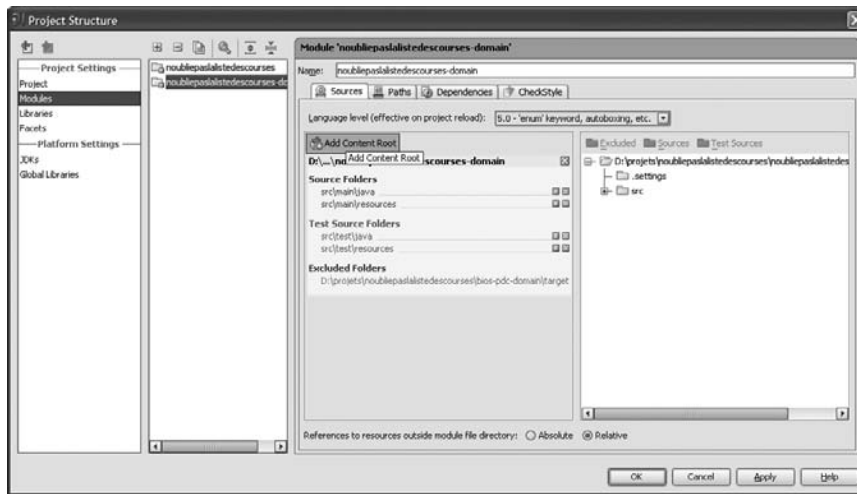 Project Structure
Project Settings
Project
Modules
Libraries
Facets
Platform Settings
JDKs
Global Libraries
noubliepaslalistedescourses
noubliepaslalistedescourses-do
Module 'noubliepaslalistedescourses-domain'
Name: noubliepaslalistedescourses-domain
Sources Paths Dependencies CheckStyle
Language level (effective on project reload): 5.0 - 'enum' keyword, autoboxing, etc.
Add Content Root
Add Content Root
D:\...\no escourses-domain
Source Folders
src\main\java
src\main\resources
Test Source Folders
src\test\java
src\test\resources
Excluded Folders
D:\projets\noubliepaslalistedescourses\bios-pdc-domain\target
Excluded Sources Test Sources
D:\projets\noubliepaslalistedescourses\noubliepaslalistedes
.settings
src
References to resources outside module file directory: Absolute Relative
OK Cancel Apply Help